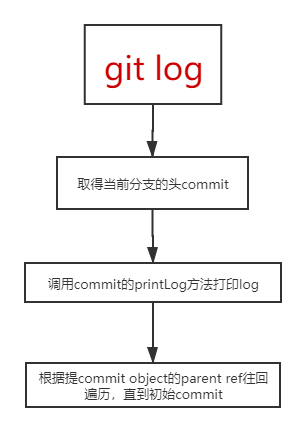 git log
取得当前分支的头commit
调用commit的printLog方法打印log
根据提commit object的parent ref往回
遍历，直到初始commit